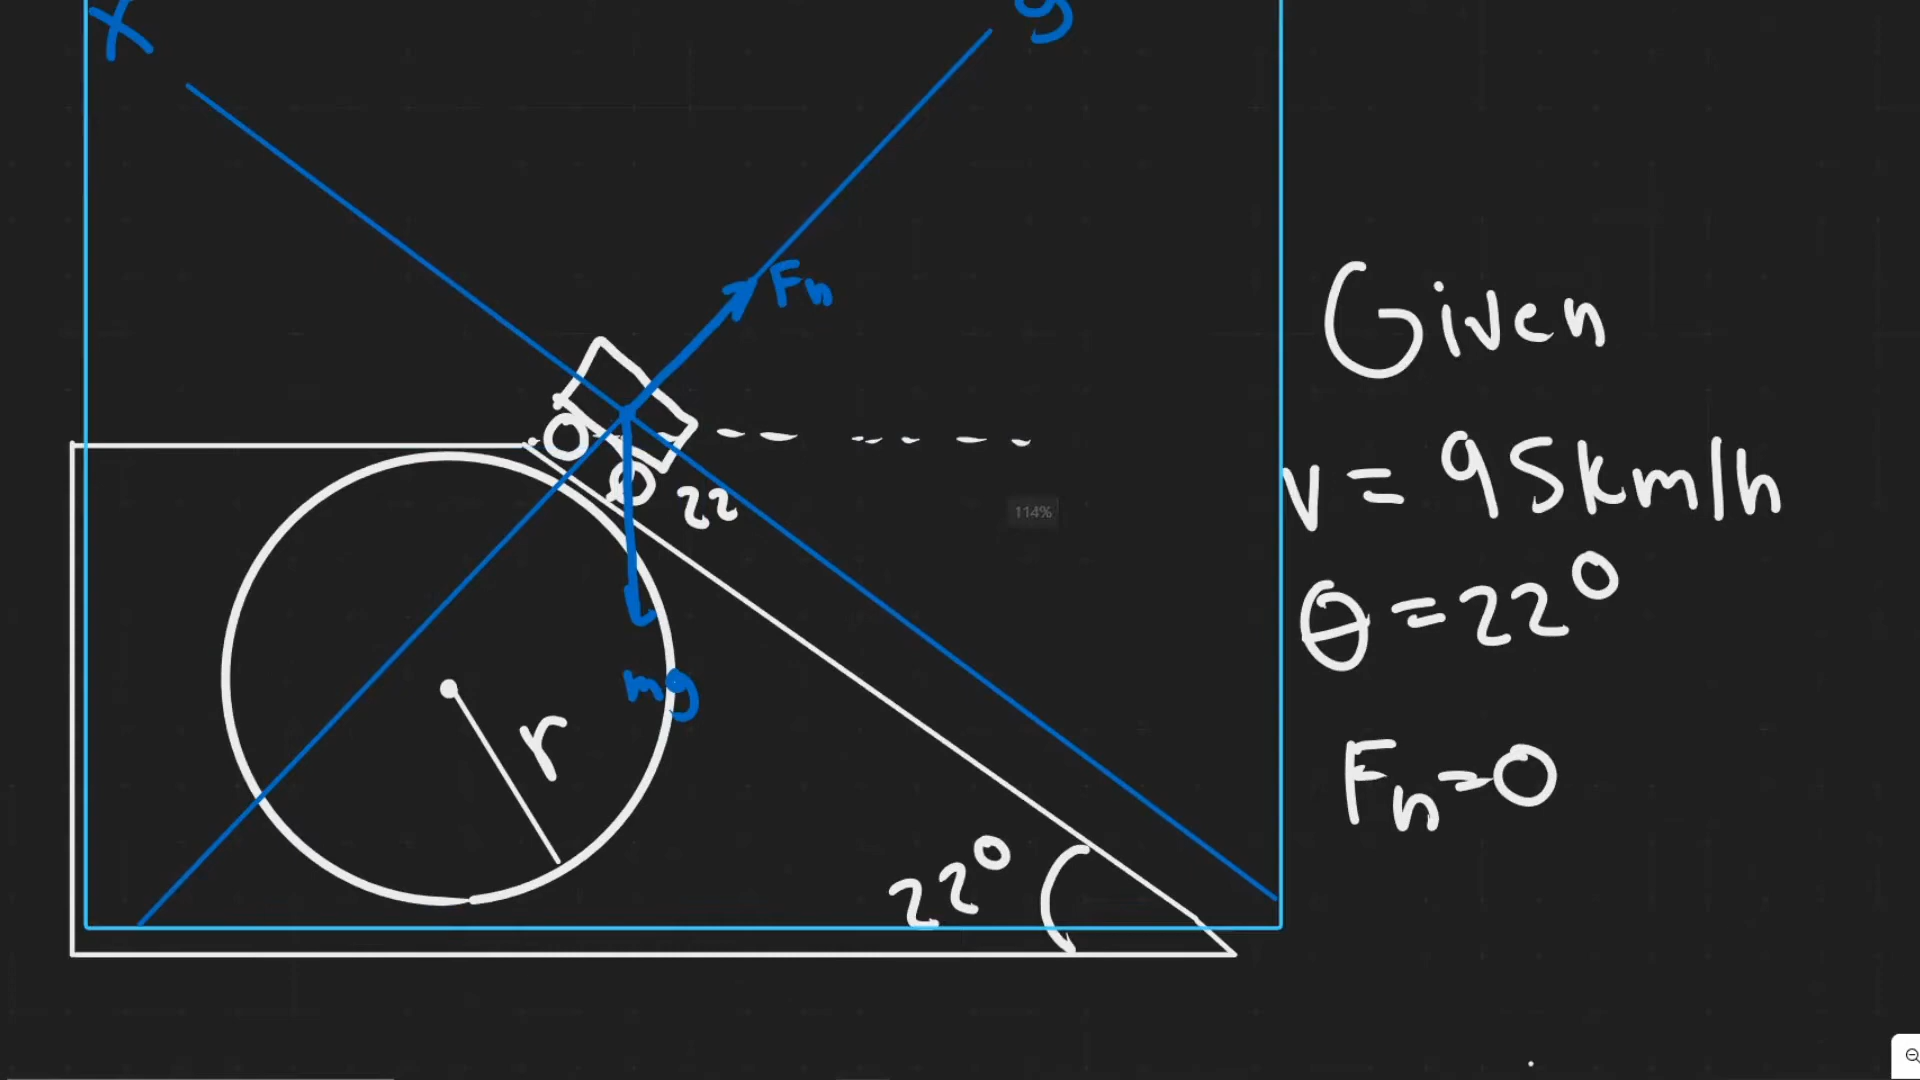 x
y
Fn
22
114%
mg
r
22°
Given
v = 95km/h
θ = 22°
Fn=0